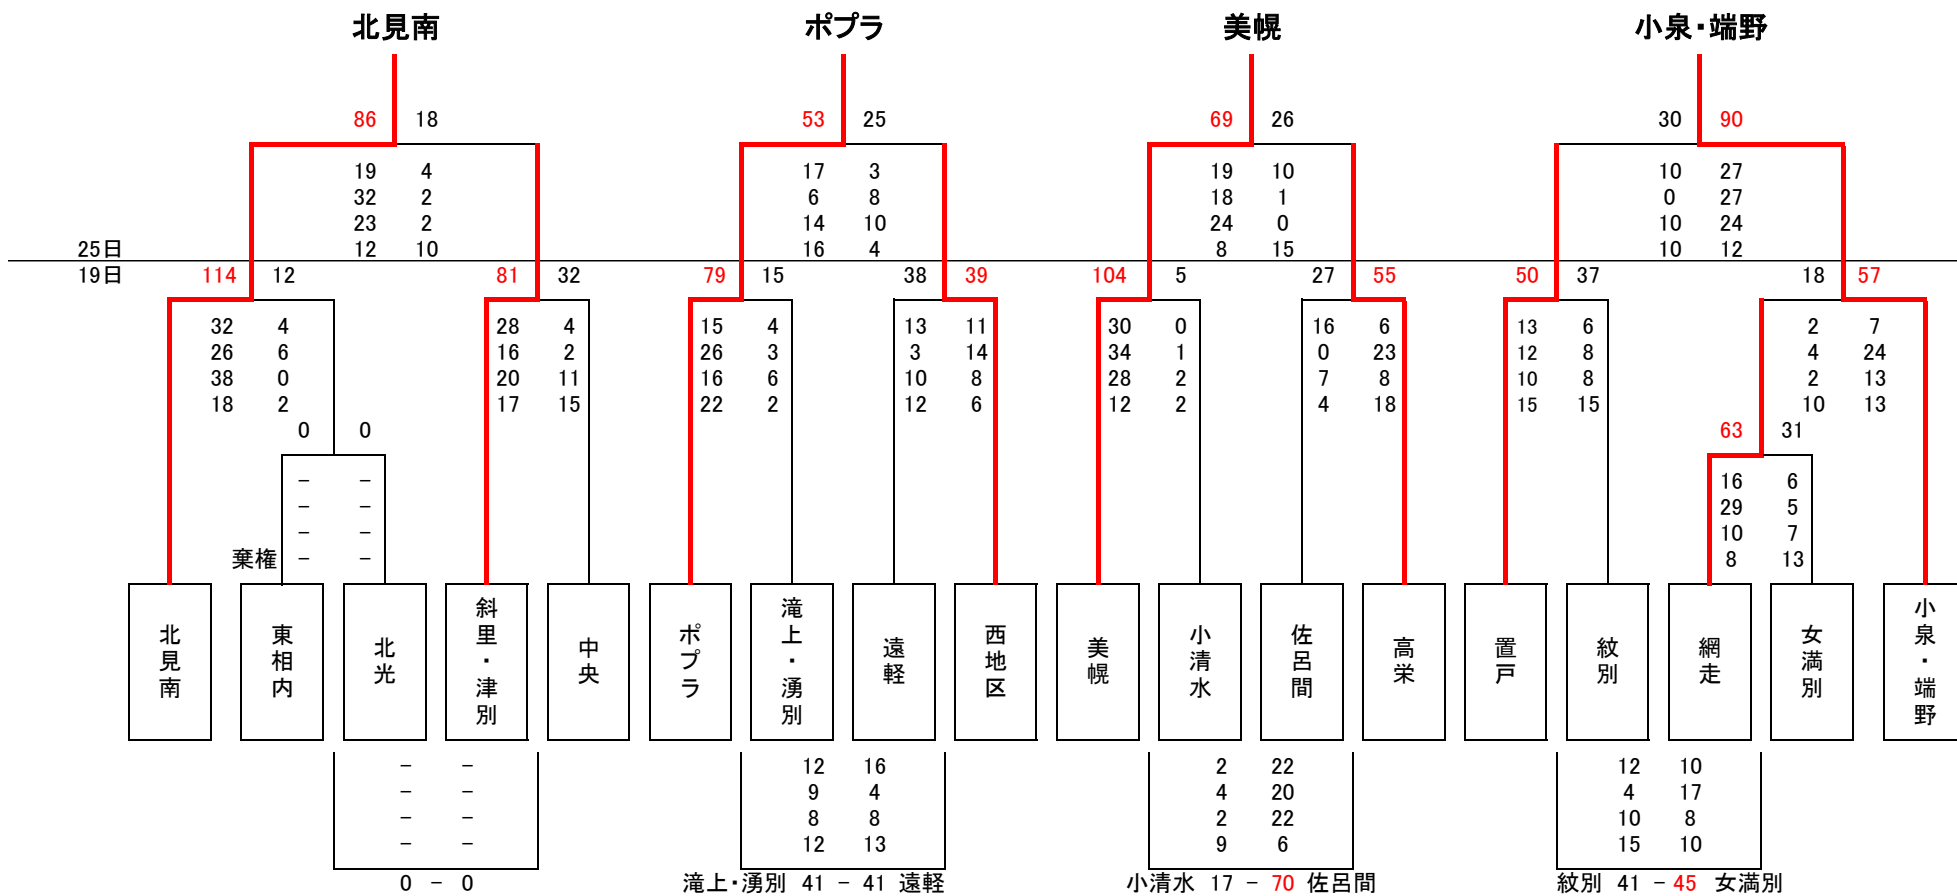 北見南 ポプラ 美幌 小泉・端野
86 18 53 25 69 26 30 90
19 4 17 3 19 10 10 27
32 2 6 8 18 1 0 27
23 2 14 10 24 0 10 24
25日 12 10 16 4 8 15 10 12
19日 114 12 81 32 79 15 38 39 104 5 27 55 50 37 18 57
32 4 28 4 15 4 13 11 30 0 16 6 13 6 2 7
26 6 16 2 26 3 3 14 34 1 0 23 12 8 4 24
38 0 20 11 16 6 10 8 28 2 7 8 10 8 2 13
18 2 17 15 22 2 12 6 12 2 4 18 15 15 10 13
0 0 63 31
- - 16 6
- - 29 5
- - 10 7
棄権 - - 8 13
北見南
東相内
北光
斜里・津別
中央
ポプラ
滝上・湧別
遠軽
西地区
美幌
小清水
佐呂間
高栄
置戸
紋別
網走
女満別
小泉・端野
- - 12 16 2 22 12 10
- - 9 4 4 20 4 17
- - 8 8 2 22 10 8
- - 12 13 9 6 15 10
0 - 0 滝上・湧別 41 - 41 遠軽 小清水 17 - 70 佐呂間 紋別 41 - 45 女満別